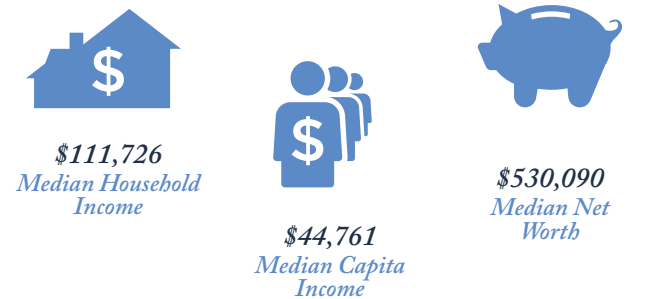 $
$111,726
Median Household
Income
$
$44,761
Median Capita
Income
$530,090
Median Net
Worth